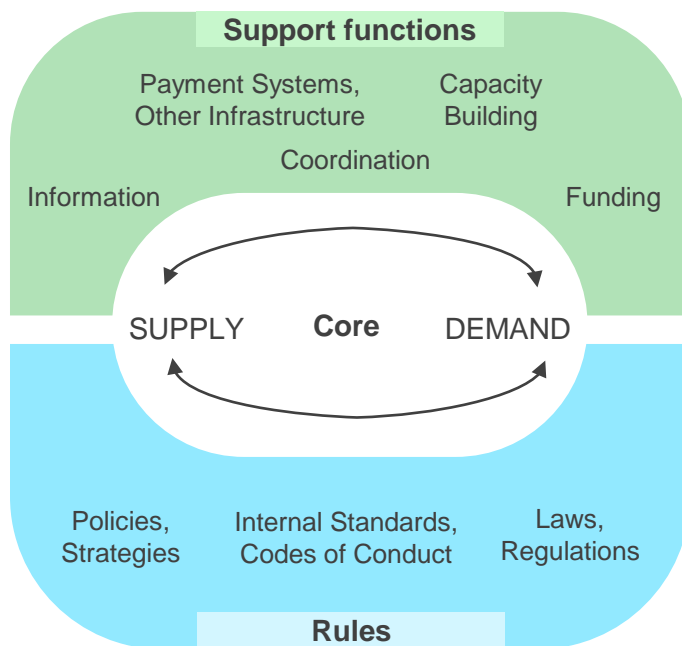 Support functions
Payment Systems,
Other Infrastructure
Capacity
Building
Coordination
Information
Funding
SUPPLY
Core
DEMAND
Policies,
Strategies
Internal Standards,
Codes of Conduct
Laws,
Regulations
Rules